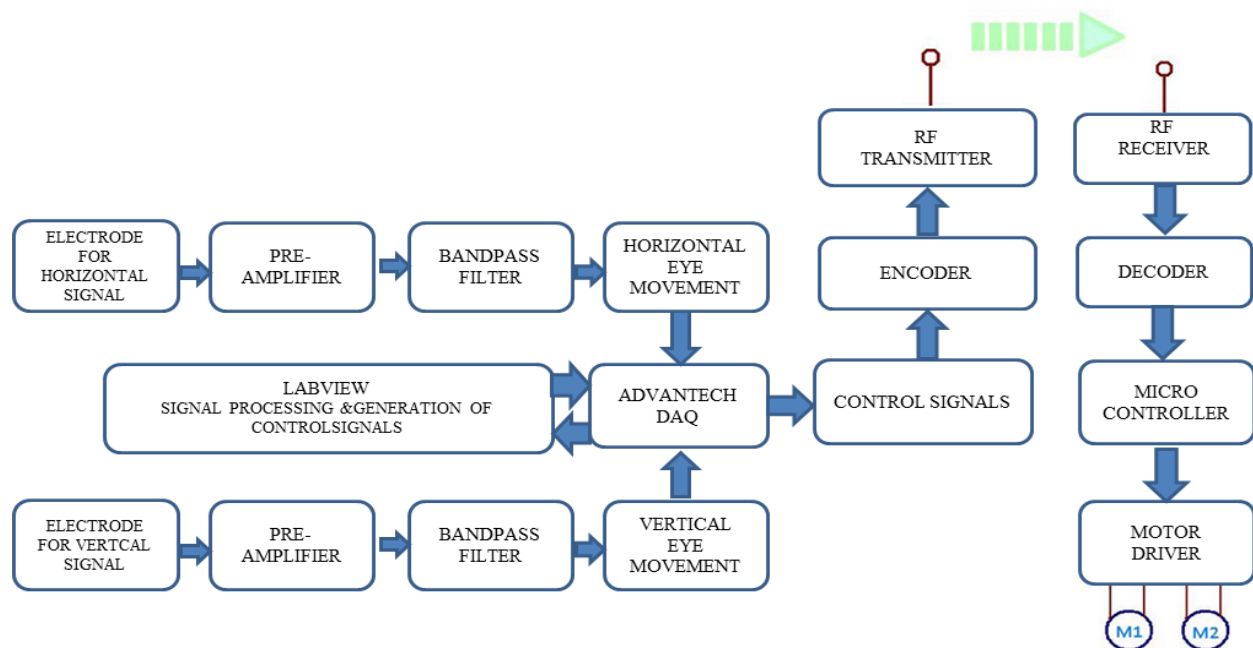 RF
TRANSMITTER
RF
RECEIVER
ELECTRODE
FOR
HORIZONTAL
SIGNAL
PRE-
AMPLIFIER
BANDPASS
FILTER
HORIZONTAL
EYE
MOVEMENT
ENCODER
DECODER
LABVIEW
SIGNAL PROCESSING &GENERATION OF
CONTROLSIGNALS
ADVANTECH
DAQ
CONTROL SIGNALS
MICRO
CONTROLLER
ELECTRODE
FOR VERTCAL
SIGNAL
PRE-
AMPLIFIER
BANDPASS
FILTER
VERTICAL
EYE
MOVEMENT
MOTOR
DRIVER
M1
M2